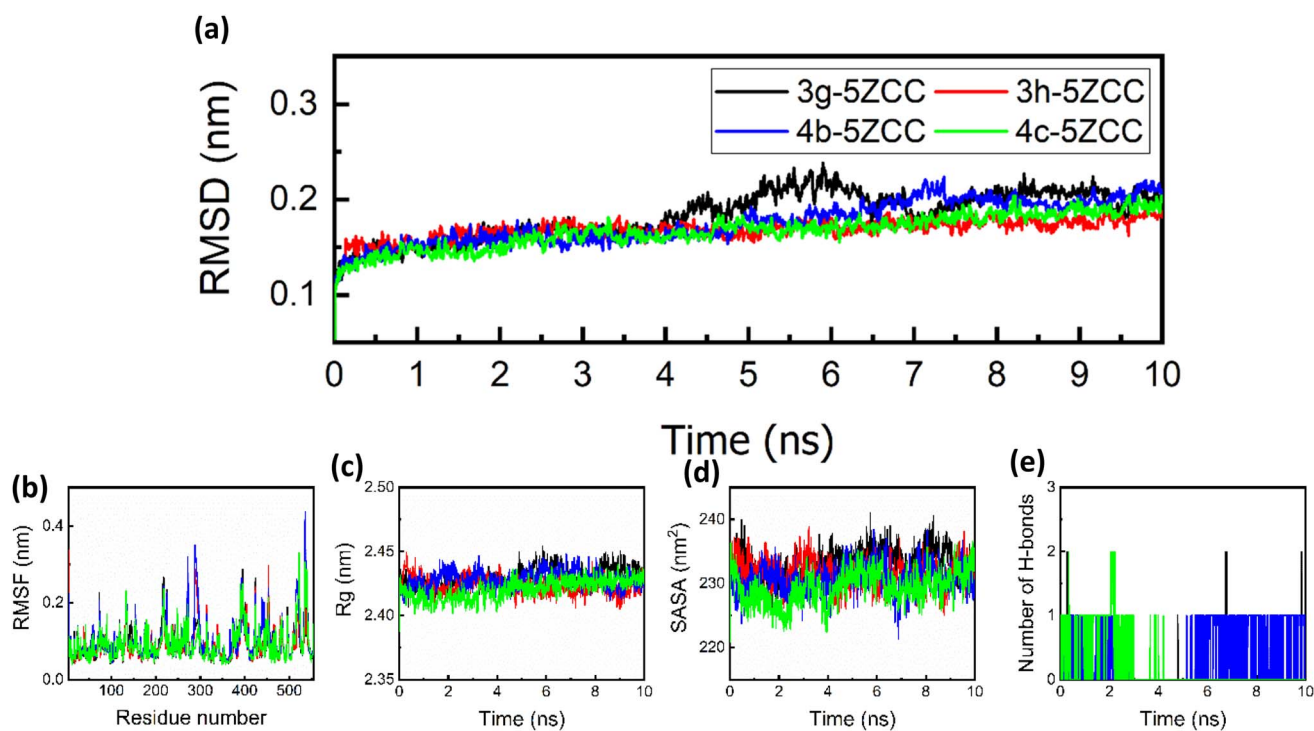 (a)
RMSD (nm)
0.3
0.2
0.1
3g-5ZCC 3h-5ZCC
4b-5ZCC 4c-5ZCC
0 1 2 3 4 5 6 7 8 9 10
Time (ns)
(b)
RMSF (nm)
0.4
0.2
0.0
100 200 300 400 500
Residue number
(c)
Rg (nm)
2.50
2.45
2.40
2.35
0 2 4 6 8 10
Time (ns)
(d)
SASA (nm²)
240
230
220
0 2 4 6 8 10
Time (ns)
(e)
Number of H-bonds
3
2
1
0
0 2 4 6 8 10
Time (ns)